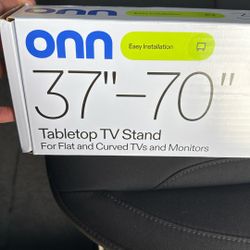 onn
Easy Installation
37"-70"
Tabletop TV Stand
For Flat and Curved TVs and Monitors